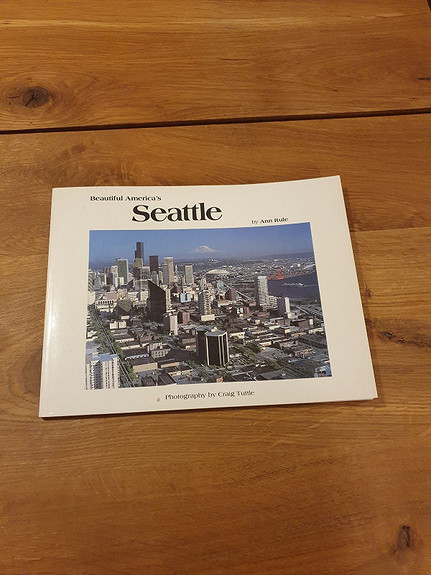 Beautiful America's
Seattle
by Ann Rule
Photography by Craig Tuttle